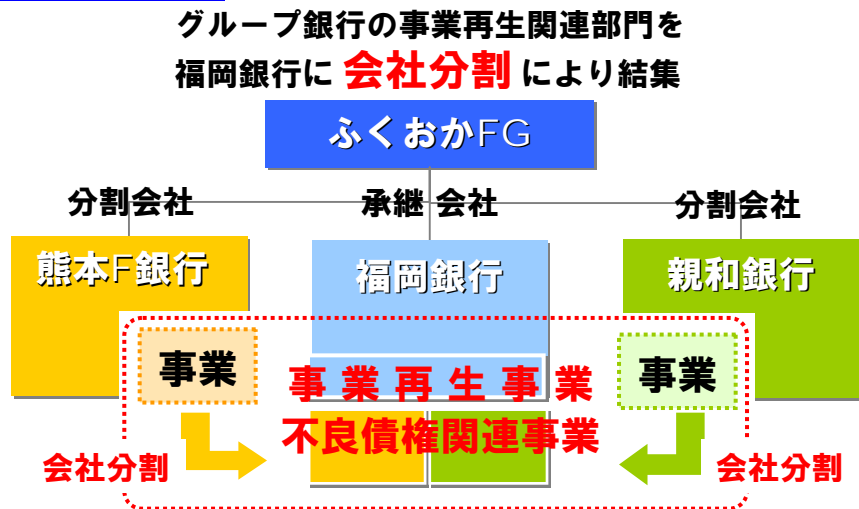 グループ銀行の事業再生関連部門を
福岡銀行に 会社分割 により結集
ふくおかFG
分割会社
承継 会社
分割会社
熊本F銀行
福岡銀行
親和銀行
事業
事業再生事業
事業
不良債権関連事業
会社分割
会社分割